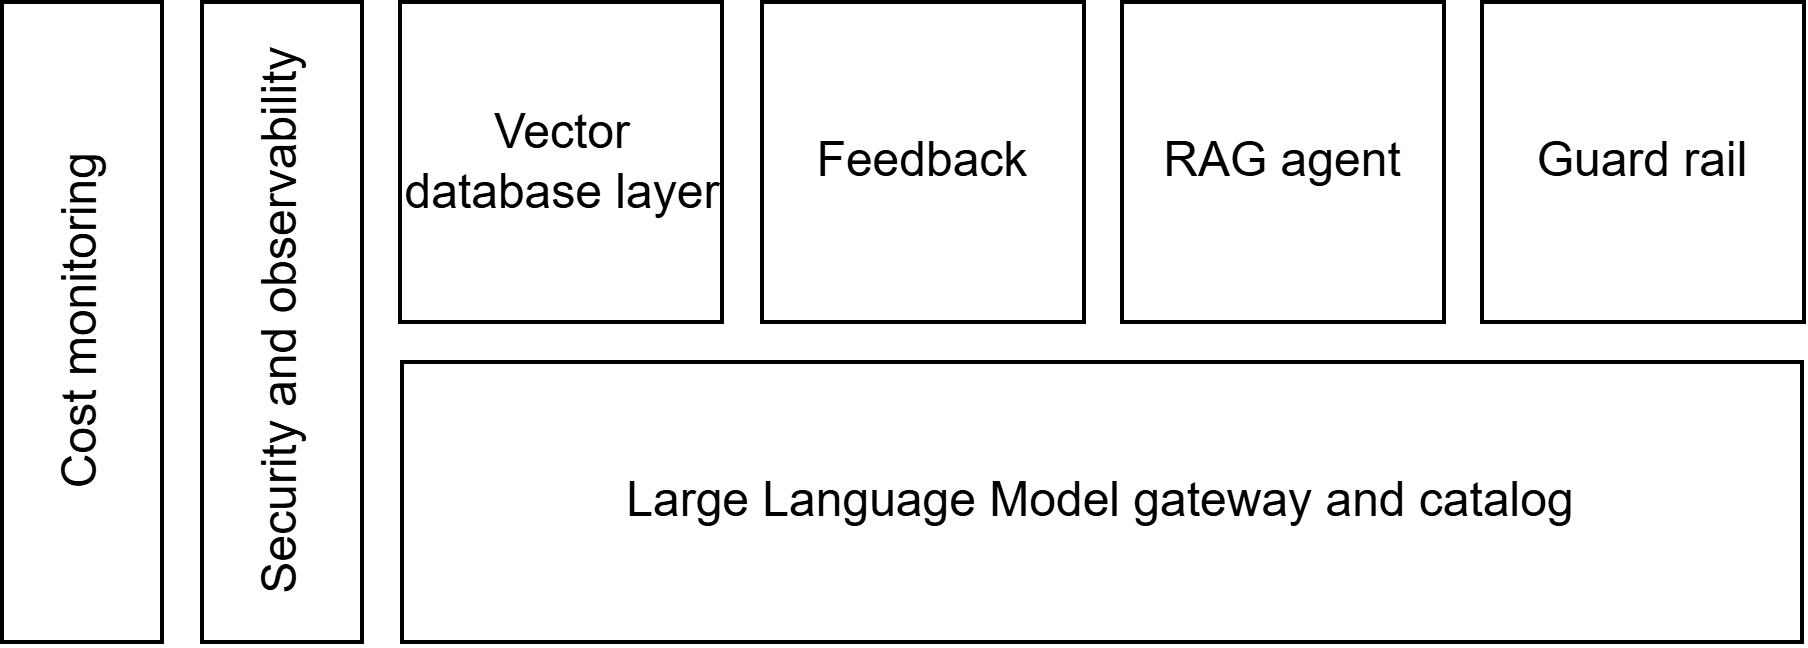 Cost monitoring
Security and observability
Vector
database layer
Feedback
RAG agent
Guard rail
Large Language Model gateway and catalog